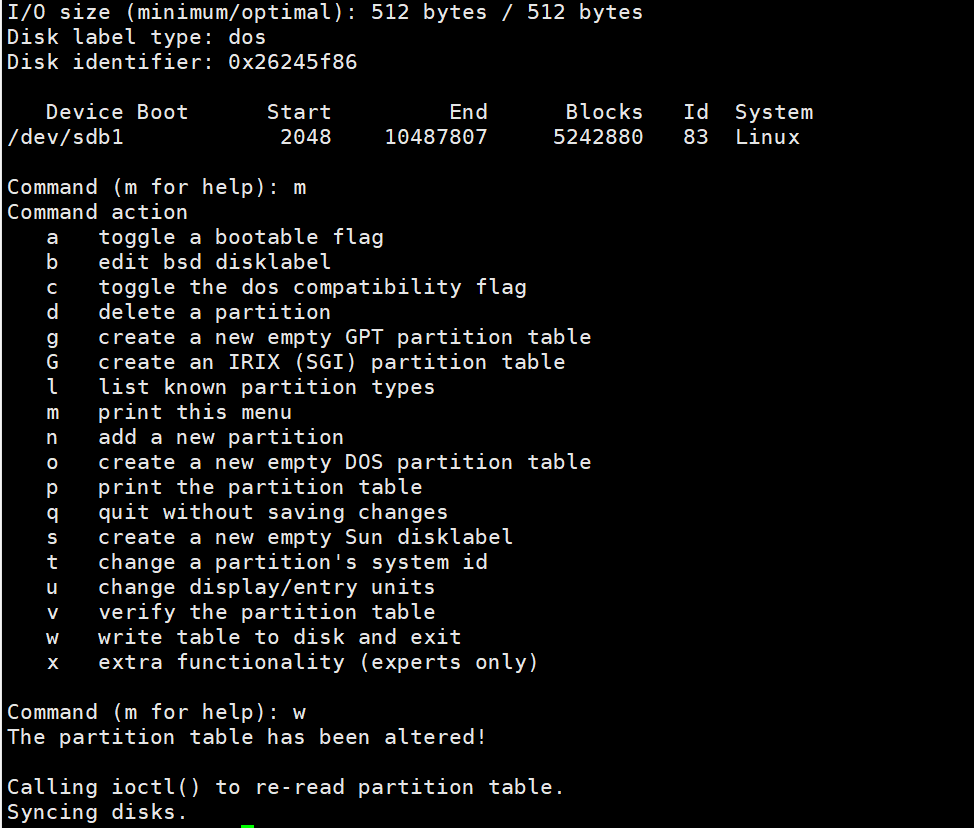 I/O size (minimum/optimal): 512 bytes / 512 bytes
Disk label type: dos
Disk identifier: 0x26245f86
   Device Boot      Start         End      Blocks   Id  System
/dev/sdb1            2048    10487807     5242880   83  Linux
Command (m for help): m
Command action
   a   toggle a bootable flag
   b   edit bsd disklabel
   c   toggle the dos compatibility flag
   d   delete a partition
   g   create a new empty GPT partition table
   G   create an IRIX (SGI) partition table
   l   list known partition types
   m   print this menu
   n   add a new partition
   o   create a new empty DOS partition table
   p   print the partition table
   q   quit without saving changes
   s   create a new empty Sun disklabel
   t   change a partition's system id
   u   change display/entry units
   v   verify the partition table
   w   write table to disk and exit
   x   extra functionality (experts only)
Command (m for help): w
The partition table has been altered!
Calling ioctl() to re-read partition table.
Syncing disks.